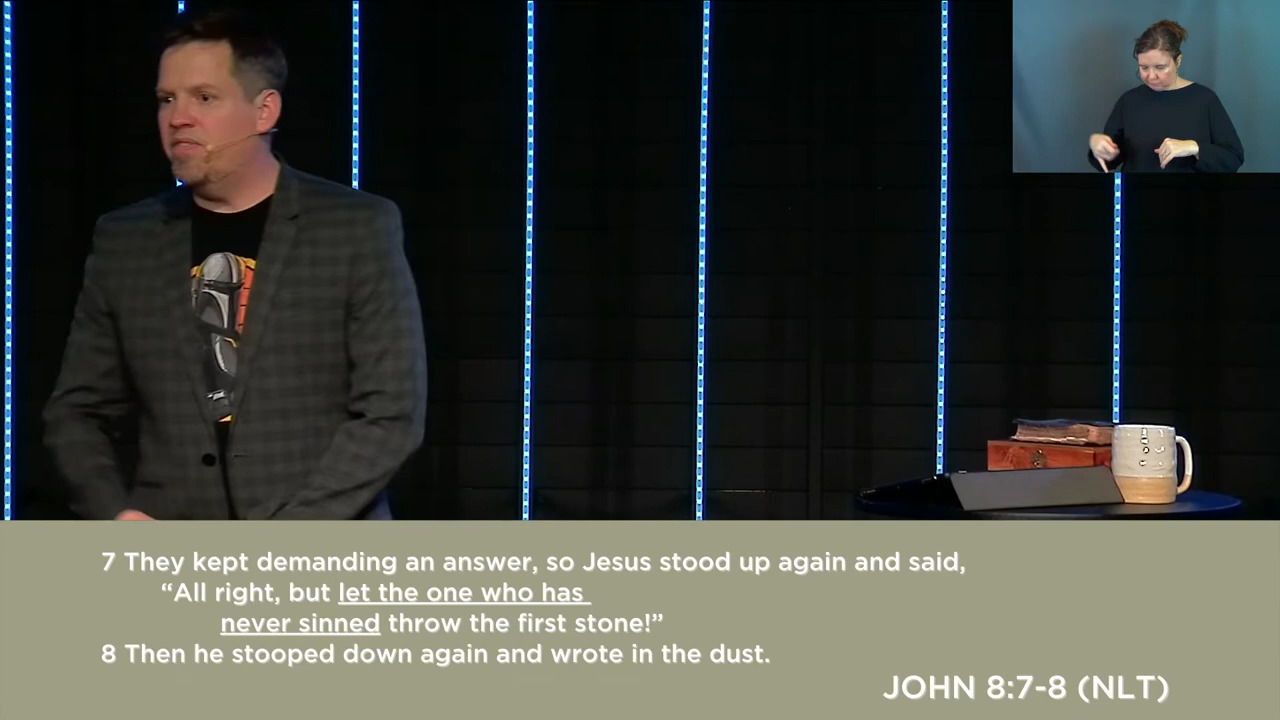 7 They kept demanding an answer, so Jesus stood up again and said,
“All right, but let the one who has
never sinned throw the first stone!”
8 Then he stooped down again and wrote in the dust.
JOHN 8:7-8 (NLT)